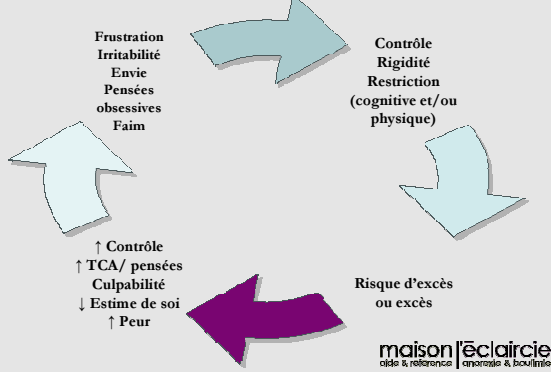 Frustration
Irritabilité
Envie
Pensées
obsessives
Faim
Contrôle
Rigidité
Restriction
(cognitive et/ou
physique)
Risque d'excès
ou excès
↑ Contrôle
↑ TCA/ pensées
Culpabilité
↓ Estime de soi
↑ Peur
maison l'éclaircie
aide & référence anorexie & boulimie